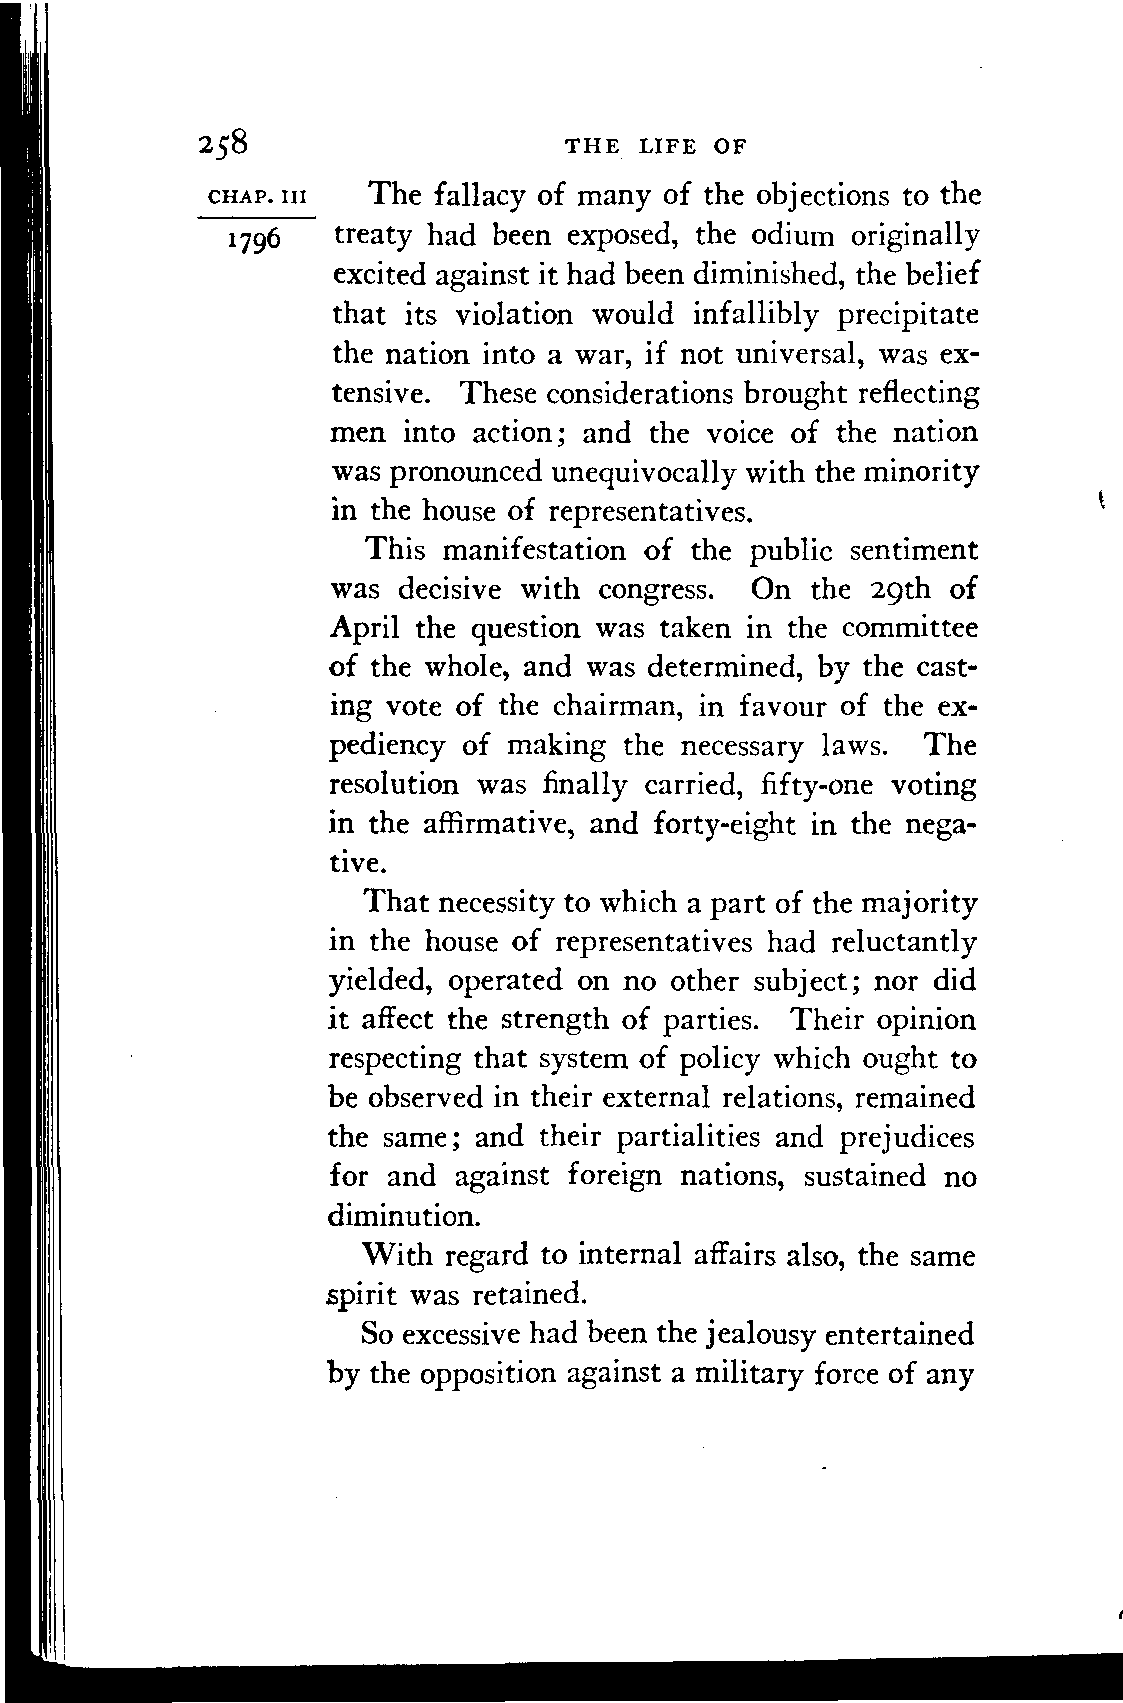 258 THE LIFE OF
CHAP. III The fallacy of many of the objections to the
1796 treaty had been exposed, the odium originally
excited against it had been diminished, the belief
that its violation would infallibly precipitate
the nation into a war, if not universal, was ex-
tensive. These considerations brought reflecting
men into action; and the voice of the nation
was pronounced unequivocally with the minority
in the house of representatives.
This manifestation of the public sentiment
was decisive with congress. On the 29th of
April the question was taken in the committee
of the whole, and was determined, by the cast-
ing vote of the chairman, in favour of the ex-
pediency of making the necessary laws. The
resolution was finally carried, fifty-one voting
in the affirmative, and forty-eight in the nega-
tive.
That necessity to which a part of the majority
in the house of representatives had reluctantly
yielded, operated on no other subject; nor did
it affect the strength of parties. Their opinion
respecting that system of policy which ought to
be observed in their external relations, remained
the same; and their partialities and prejudices
for and against foreign nations, sustained no
diminution.
With regard to internal affairs also, the same
spirit was retained.
So excessive had been the jealousy entertained
by the opposition against a military force of any